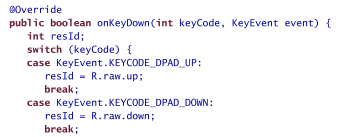 @Override
public boolean onKeyDown(int keyCode, KeyEvent event) {
int resId;
switch (keyCode) {
case KeyEvent.KEYCODE_DPAD_UP:
resId = R.raw.up;
break;
case KeyEvent.KEYCODE_DPAD_DOWN:
resId = R.raw.down;
break;